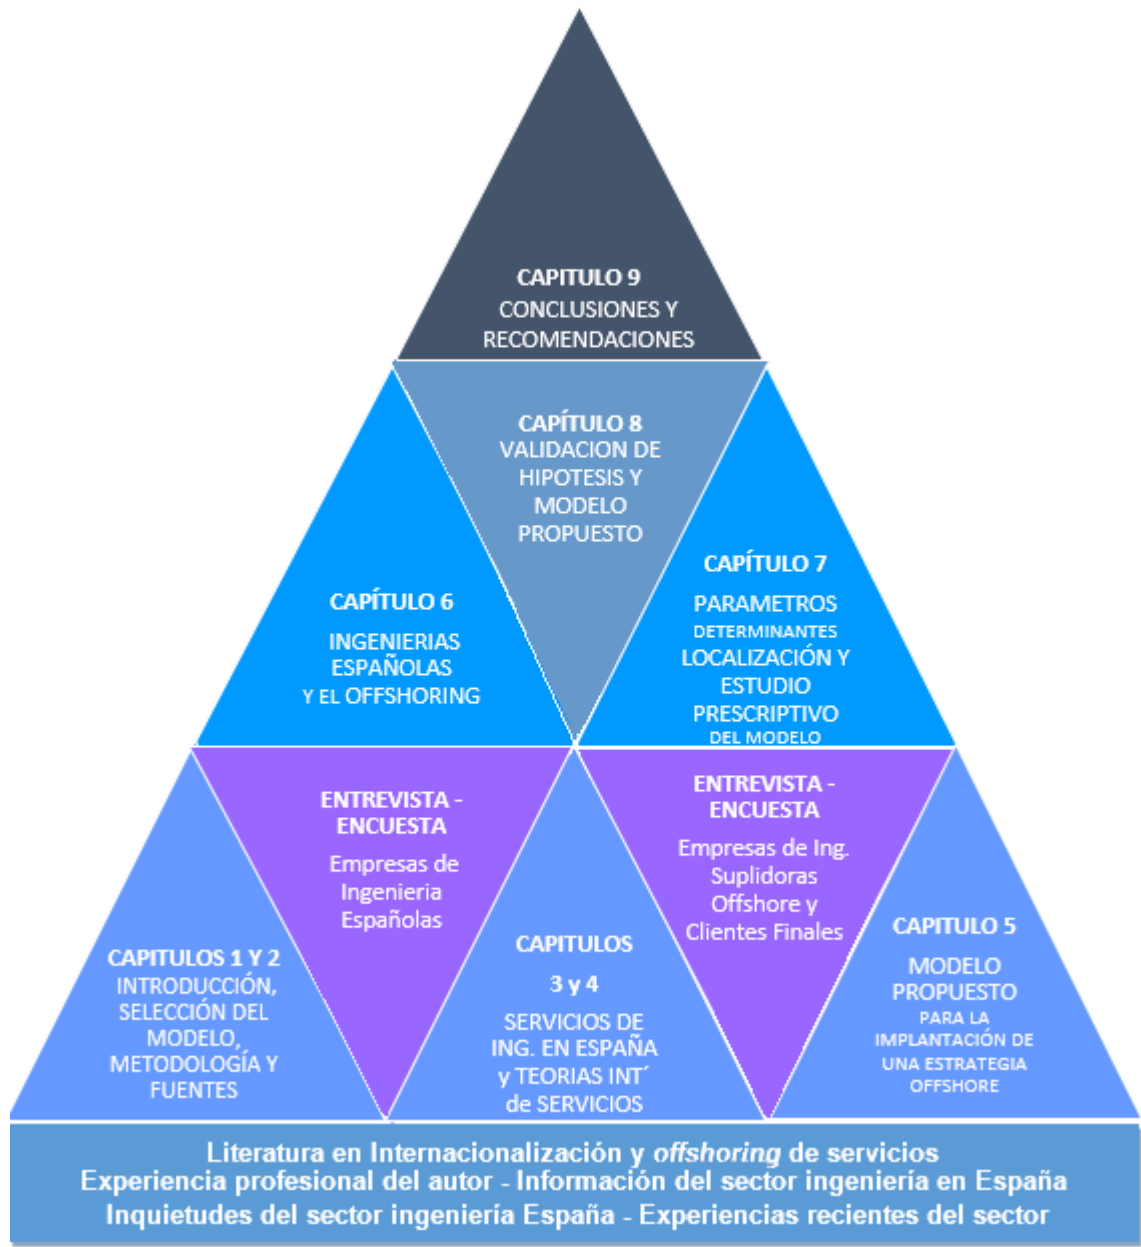 CAPITULO 9
CONCLUSIONES Y
RECOMENDACIONES
CAPÍTULO 8
VALIDACION DE
HIPOTESIS Y
MODELO
PROPUESTO
CAPÍTULO 6
INGENIERIAS
ESPAÑOLAS
Y EL OFFSHORING
CAPÍTULO 7
PARAMETROS
DETERMINANTES
LOCALIZACIÓN Y
ESTUDIO
PRESCRIPTIVO
DEL MODELO
CAPITULOS 1 Y 2
INTRODUCCIÓN,
SELECCIÓN DEL
MODELO,
METODOLOGÍA Y
FUENTES
ENTREVISTA -
ENCUESTA
Empresas de
Ingenieria
Españolas
CAPITULOS
3 y 4
SERVICIOS DE
ING. EN ESPAÑA
y TEORIAS INT´
de SERVICIOS
ENTREVISTA -
ENCUESTA
Empresas de Ing.
Suplidoras
Offshore y
Clientes Finales
CAPITULO 5
MODELO
PROPUESTO
PARA LA
IMPLANTACIÓN DE
UNA ESTRATEGIA
OFFSHORE
Literatura en Internacionalización y offshoring de servicios
Experiencia profesional del autor - Información del sector ingeniería en España
Inquietudes del sector ingeniería España - Experiencias recientes del sector